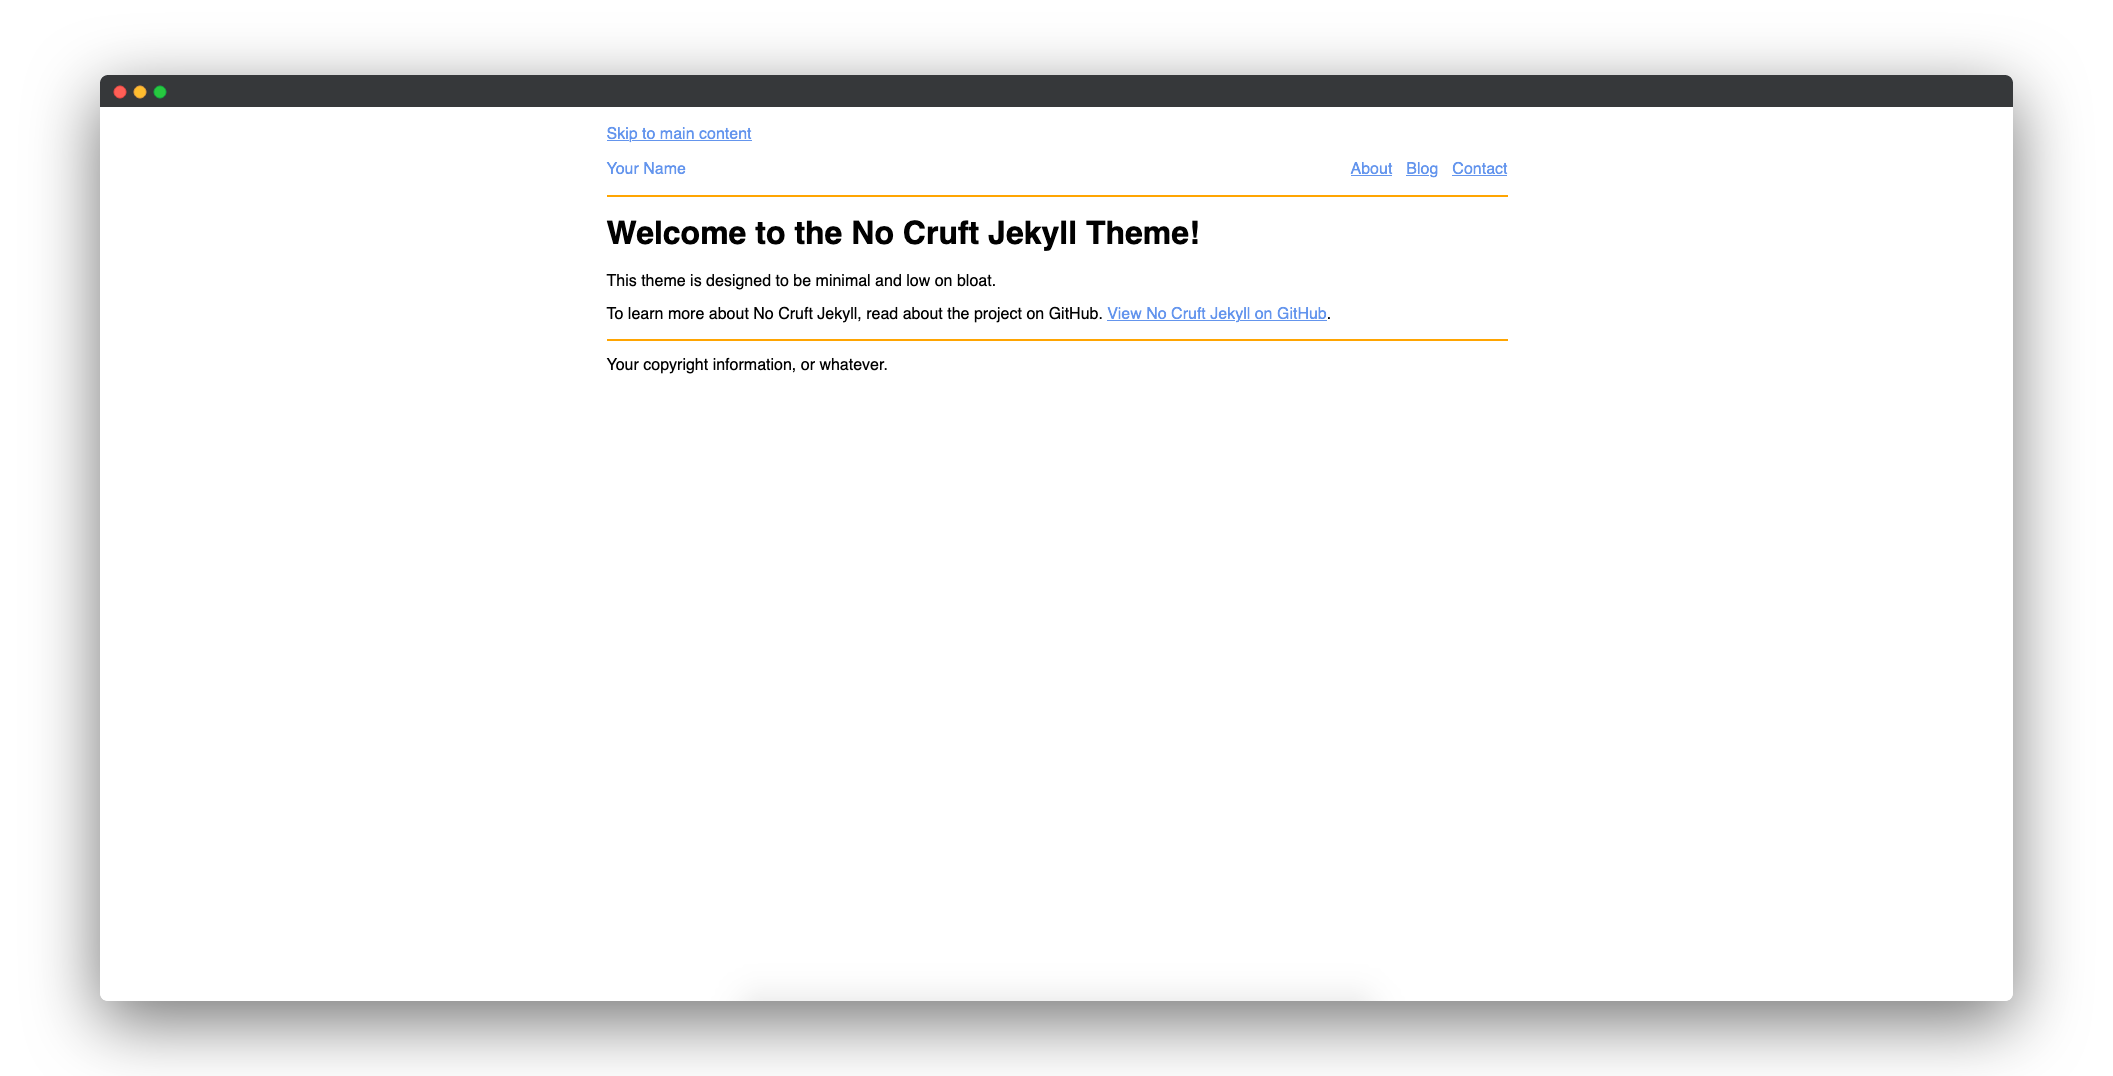 Skip to main content
Your Name About Blog Contact
Welcome to the No Cruft Jekyll Theme!
This theme is designed to be minimal and low on bloat.
To learn more about No Cruft Jekyll, read about the project on GitHub. View No Cruft Jekyll on GitHub.
Your copyright information, or whatever.